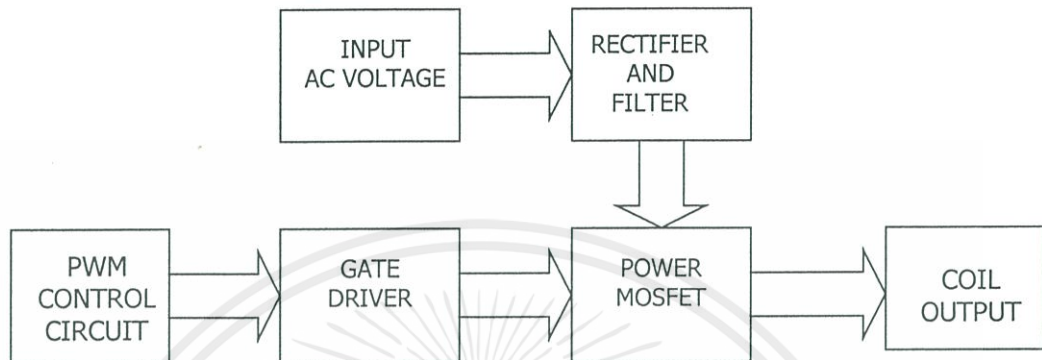 INPUT
AC VOLTAGE
RECTIFIER
AND
FILTER
PWM
CONTROL
CIRCUIT
GATE
DRIVER
POWER
MOSFET
COIL
OUTPUT